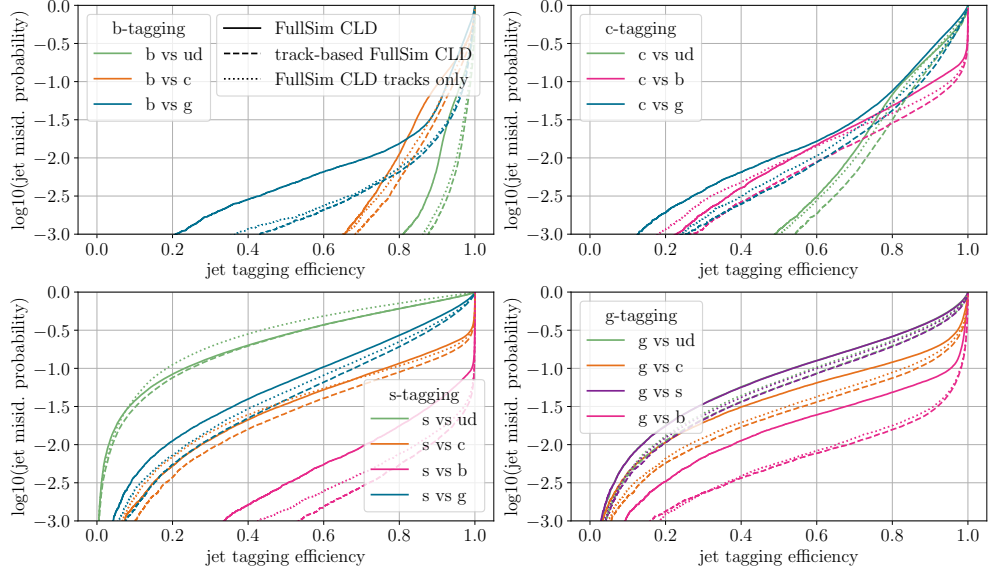 b-tagging
b vs ud
b vs c
b vs g
FullSim CLD
track-based FullSim CLD
FullSim CLD tracks only
log10(jet misid. probability)
0.0
−0.5
−1.0
−1.5
−2.0
−2.5
−3.0
0.0 0.2 0.4 0.6 0.8 1.0
jet tagging efficiency
c-tagging
c vs ud
c vs b
c vs g
log10(jet misid. probability)
0.0
−0.5
−1.0
−1.5
−2.0
−2.5
−3.0
0.0 0.2 0.4 0.6 0.8 1.0
jet tagging efficiency
s-tagging
s vs ud
s vs c
s vs b
s vs g
log10(jet misid. probability)
0.0
−0.5
−1.0
−1.5
−2.0
−2.5
−3.0
0.0 0.2 0.4 0.6 0.8 1.0
jet tagging efficiency
g-tagging
g vs ud
g vs c
g vs s
g vs b
log10(jet misid. probability)
0.0
−0.5
−1.0
−1.5
−2.0
−2.5
−3.0
0.0 0.2 0.4 0.6 0.8 1.0
jet tagging efficiency